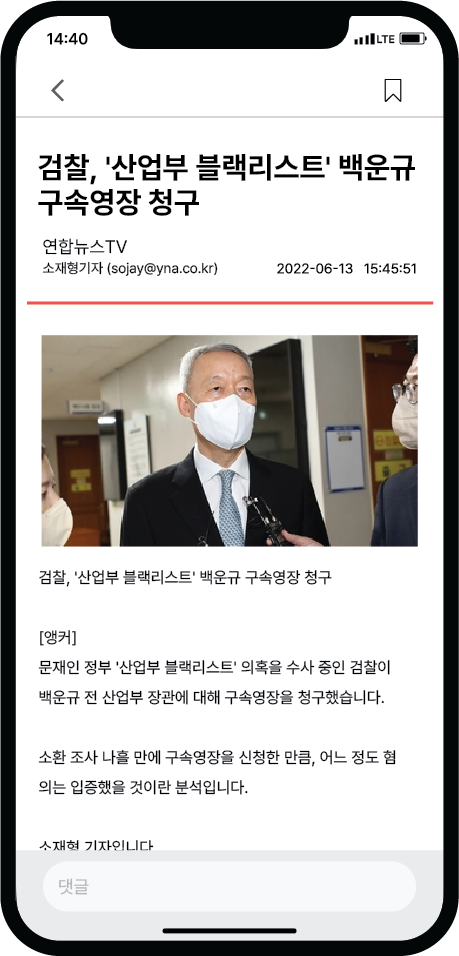 14:40 LTE
검찰, '산업부 블랙리스트' 백운규
구속영장 청구
연합뉴스TV
소재형기자 (sojay@yna.co.kr) 2022-06-13 15:45:51
검찰, '산업부 블랙리스트' 백운규 구속영장 청구
[앵커]
문재인 정부 '산업부 블랙리스트' 의혹을 수사 중인 검찰이
백운규 전 산업부 장관에 대해 구속영장을 청구했습니다.
소환 조사 나흘 만에 구속영장을 신청한 만큼, 어느 정도 혐
의는 입증했을 것이란 분석입니다.
소재형 기자입니다
댓글